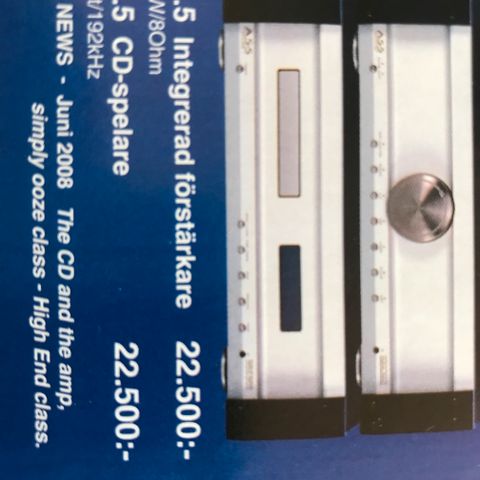 .5 Integrerad förstärkare 22.500:-
W/8Ohm
.5 CD-spelare 22.500:-
t/192kHz
NEWS - Juni 2008 The CD and the amp,
simply ooze class - High End class.